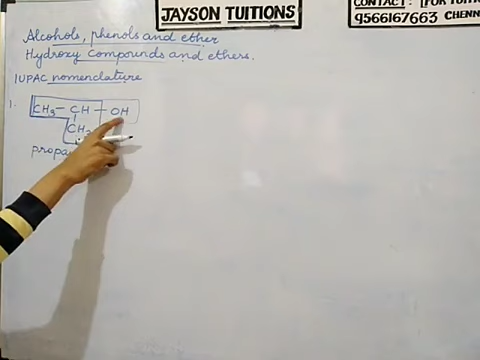 JAYSON TUITIONS
CONTACT: [FOR TUITI
9566167663 CHENN
Alcohols, phenols and ether
Hydroxy compounds and ethers.
IUPAC nomenclature
1. CH3 - CH - OH
CH3
propa